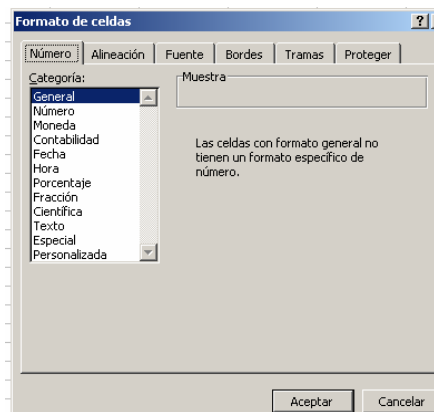 Formato de celdas
Número Alineación Fuente Bordes Tramas Proteger
Categoría:
General
Número
Moneda
Contabilidad
Fecha
Hora
Porcentaje
Fracción
Científica
Texto
Especial
Personalizada
Muestra
Las celdas con formato general no
tienen un formato específico de
número.
Aceptar Cancelar